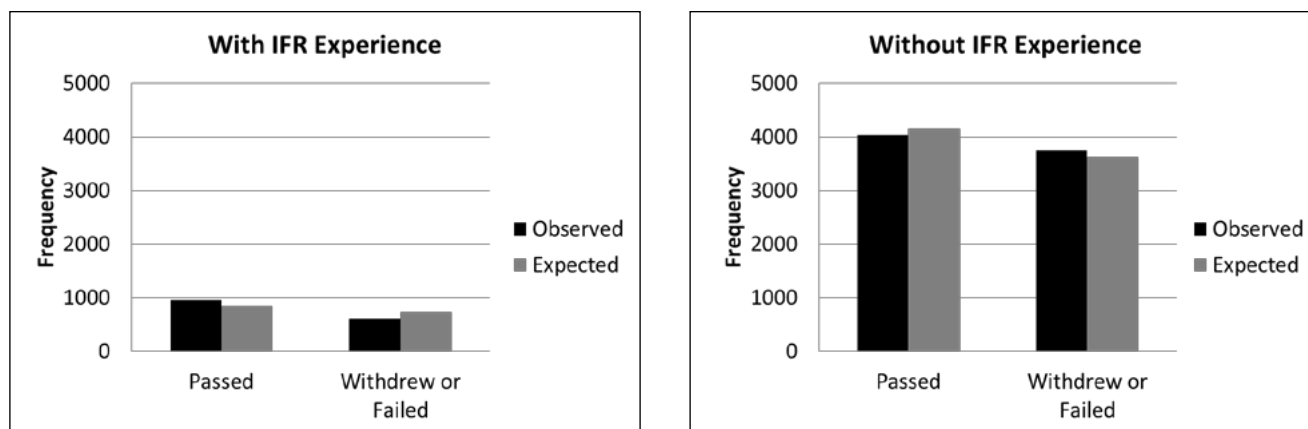 With IFR Experience
5000
4000
3000
2000
1000
0
Frequency
Passed
Withdrew or
Failed
Observed
Expected
Without IFR Experience
5000
4000
3000
2000
1000
0
Frequency
Passed
Withdrew or
Failed
Observed
Expected